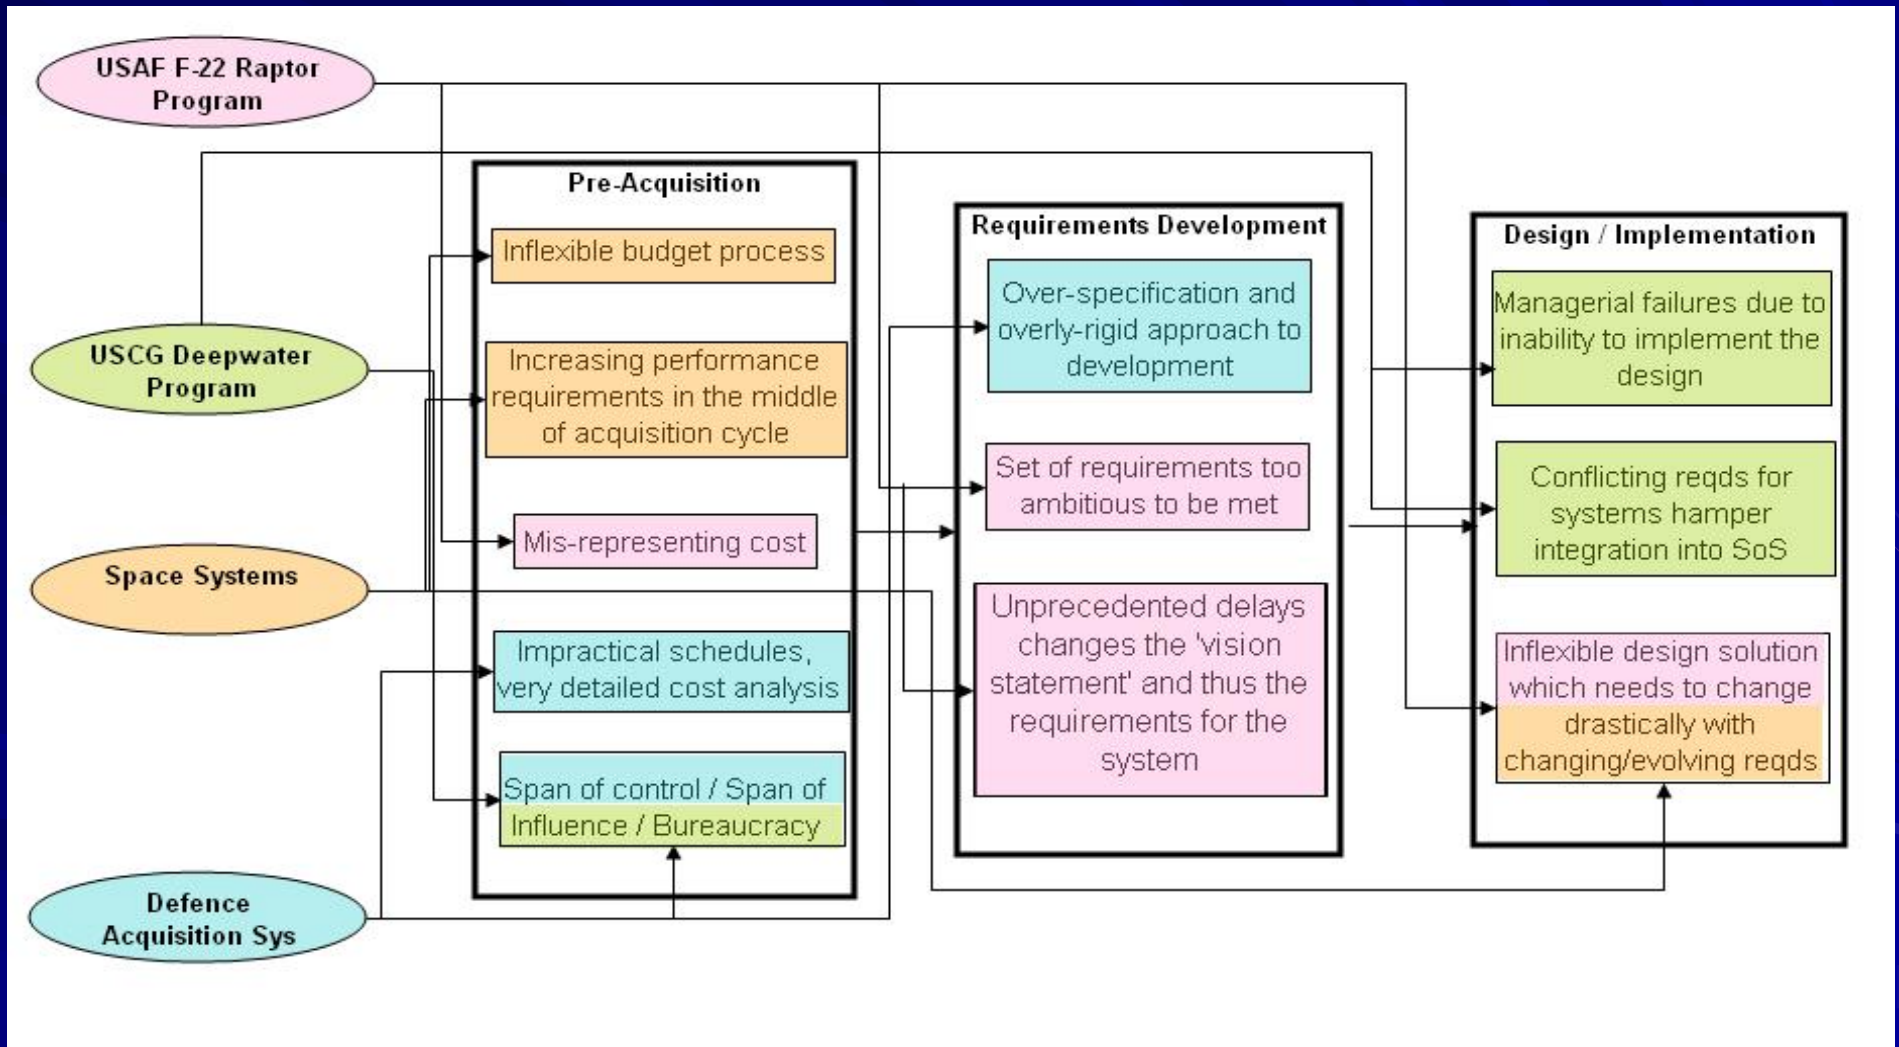 USAF F-22 Raptor
Program
USCG Deepwater
Program
Space Systems
Defence
Acquisition Sys
Pre-Acquisition
Inflexible budget process
Increasing performance
requirements in the middle
of acquisition cycle
Mis-representing cost
Impractical schedules,
very detailed cost analysis
Span of control / Span of
Influence / Bureaucracy
Requirements Development
Over-specification and
overly-rigid approach to
development
Set of requirements too
ambitious to be met
Unprecedented delays
changes the 'vision
statement' and thus the
requirements for the
system
Design / Implementation
Managerial failures due to
inability to implement the
design
Conflicting reqds for
systems hamper
integration into SoS
Inflexible design solution
which needs to change
drastically with
changing/evolving reqds